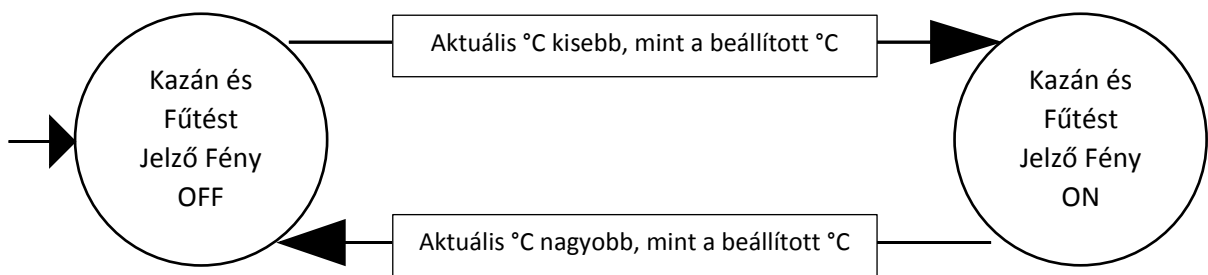 Aktuális °C kisebb, mint a beállított °C
Kazán és
Fűtést
Jelző Fény
OFF
Kazán és
Fűtést
Jelző Fény
ON
Aktuális °C nagyobb, mint a beállított °C